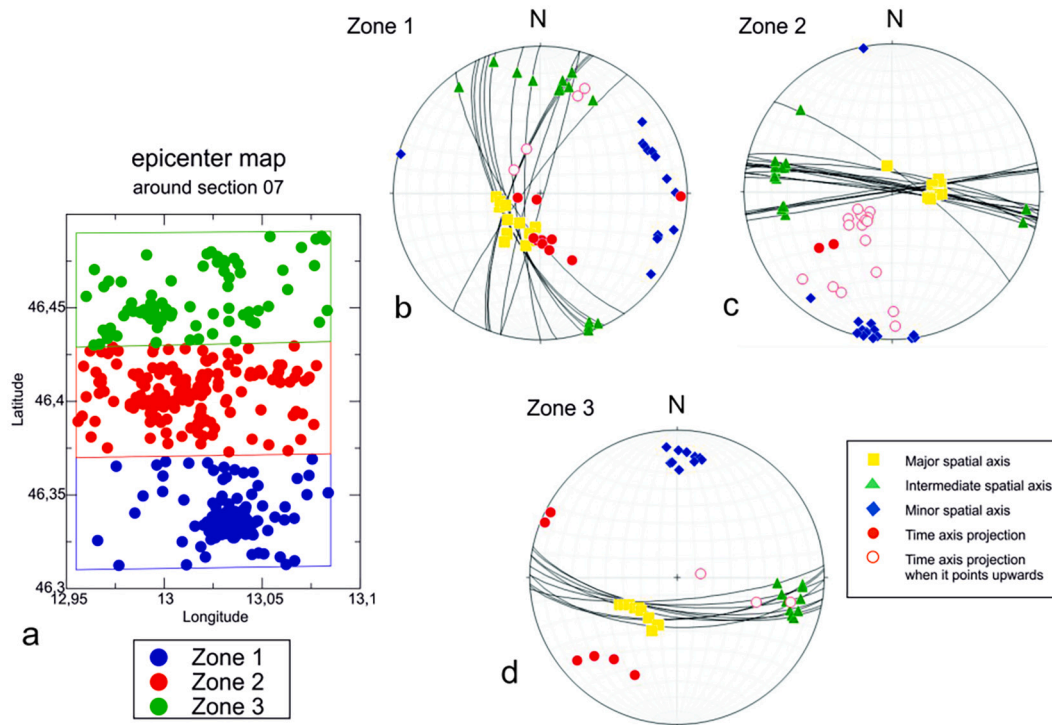 Zone 1
N
Zone 2
N
epicenter map
around section 07
46,45
46,4
46,35
46,3
Latitude
12,95
13
13,05
13,1
Longitude
a
b
c
Zone 3
N
d
Zone 1
Zone 2
Zone 3
Major spatial axis
Intermediate spatial axis
Minor spatial axis
Time axis projection
Time axis projection
when it points upwards